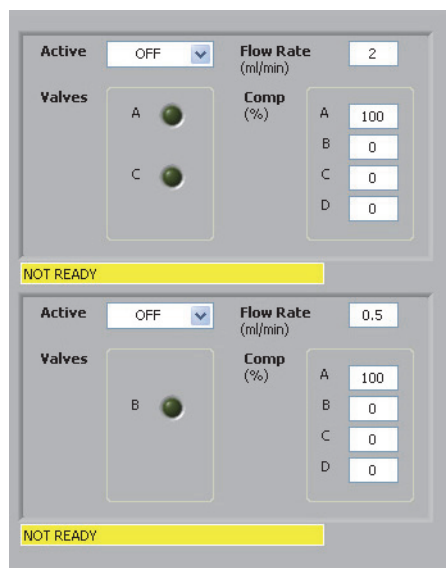 Active OFF Flow Rate 2
(ml/min)
Valves Comp
(%)
A A 100
B 0
C C 0
D 0
NOT READY
Active OFF Flow Rate 0.5
(ml/min)
Valves Comp
(%)
A 100
B B 0
C 0
D 0
NOT READY